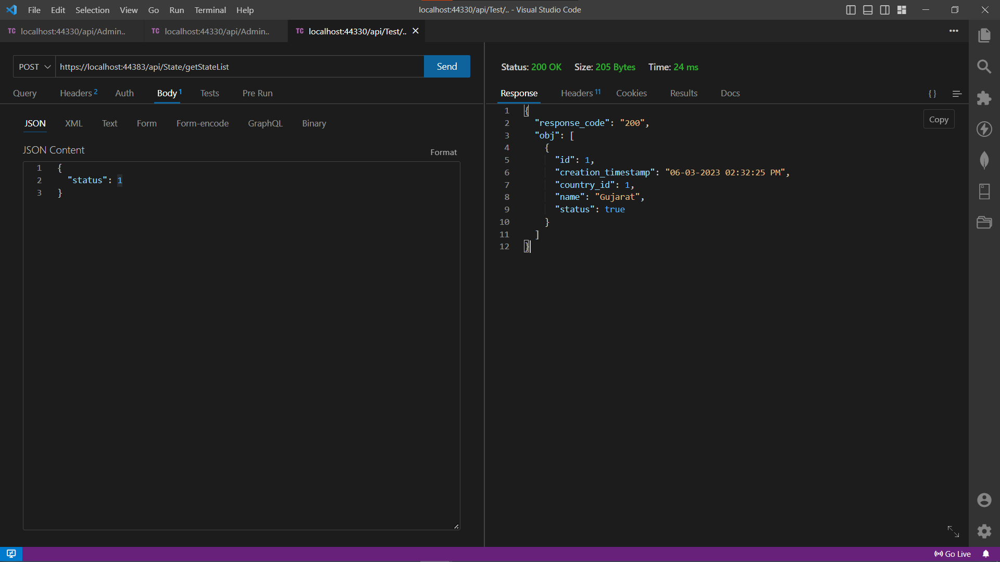 File Edit Selection View Go Run Terminal Help
localhost:44330/api/Test/.. - Visual Studio Code
TC localhost:44330/api/Admin..
TC localhost:44330/api/Admin..
TC localhost:44330/api/Test/..
POST
https://localhost:44383/api/State/getStateList
Send
Query Headers 2 Auth Body 1 Tests Pre Run
JSON XML Text Form Form-encode GraphQL Binary
JSON Content
Format
1 {
2 "status": 1
3 }
Status: 200 OK Size: 205 Bytes Time: 24 ms
Response Headers 11 Cookies Results Docs
{ }
Copy
1 {
2 "response_code": "200",
3 "obj": [
4 {
5 "id": 1,
6 "creation_timestamp": "06-03-2023 02:32:25 PM",
7 "country_id": 1,
8 "name": "Gujarat",
9 "status": true
10 }
11 ]
12 }
Go Live